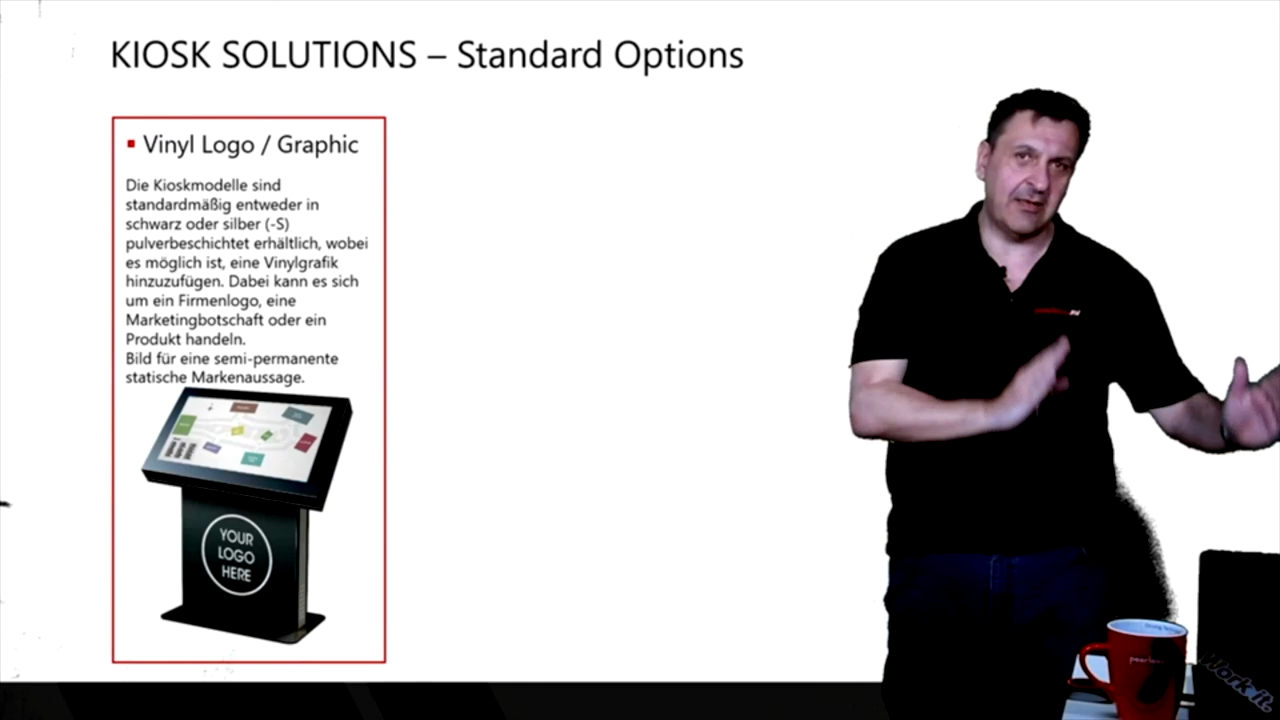 KIOSK SOLUTIONS – Standard Options
Vinyl Logo / Graphic
Die Kioskmodelle sind
standardmäßig entweder in
schwarz oder silber (-S)
pulverbeschichtet erhältlich, wobei
es möglich ist, eine Vinylgrafik
hinzuzufügen. Dabei kann es sich
um ein Firmenlogo, eine
Marketingbotschaft oder ein
Produkt handeln.
Bild für eine semi-permanente
statische Markenaussage.
YOUR
LOGO
HERE
Work it.